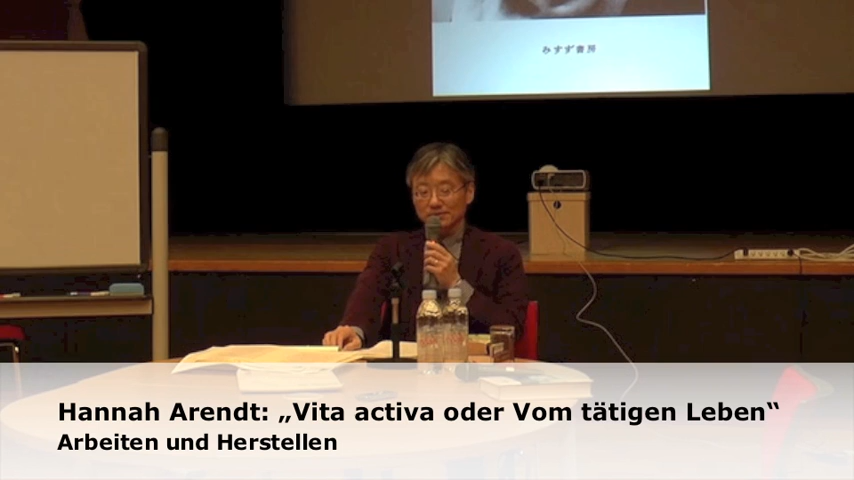 みすず書房
Hannah Arendt: „Vita activa oder Vom tätigen Leben“
Arbeiten und Herstellen